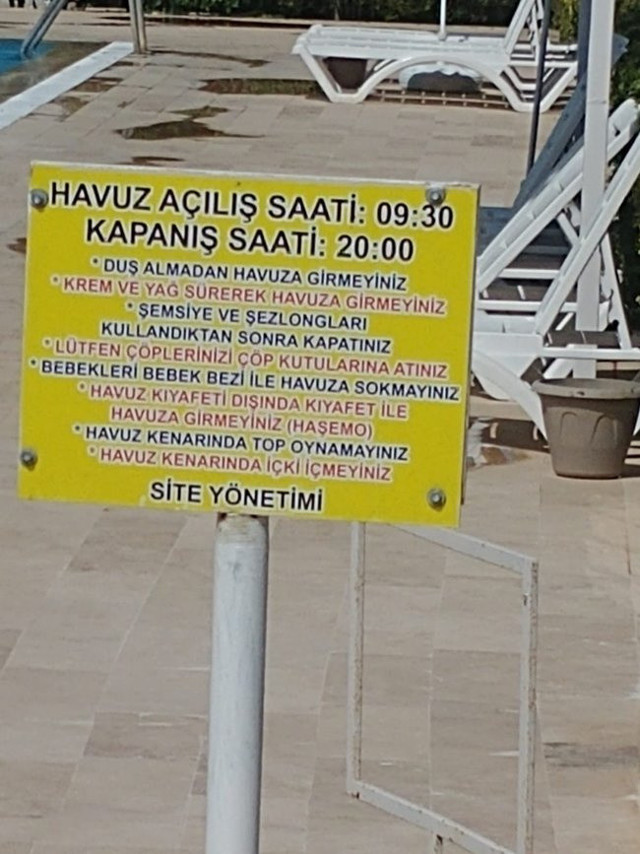 HAVUZ AÇILIŞ SAATİ: 09:30
KAPANIŞ SAATİ: 20:00
* DUŞ ALMADAN HAVUZA GİRMEYİNİZ
* KREM VE YAĞ SÜREREK HAVUZA GİRMEYİNİZ
* ŞEMSİYE VE ŞEZLONGLARI
KULLANDIKTAN SONRA KAPATINIZ
* LÜTFEN ÇÖPLERİNİZİ ÇÖP KUTULARINA ATINIZ
* BEBEKLERİ BEBEK BEZİ İLE HAVUZA SOKMAYINIZ
* HAVUZ KIYAFETİ DIŞINDA KIYAFET İLE
HAVUZA GİRMEYİNİZ (HAŞEMO)
* HAVUZ KENARINDA TOP OYNAMAYINIZ
* HAVUZ KENARINDA İÇKİ İÇMEYİNİZ
SİTE YÖNETİMİ